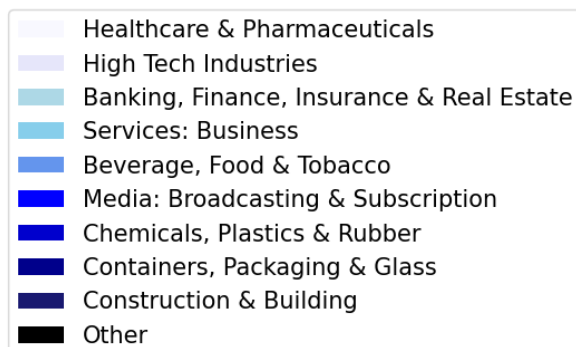 Healthcare & Pharmaceuticals
High Tech Industries
Banking, Finance, Insurance & Real Estate
Services: Business
Beverage, Food & Tobacco
Media: Broadcasting & Subscription
Chemicals, Plastics & Rubber
Containers, Packaging & Glass
Construction & Building
Other